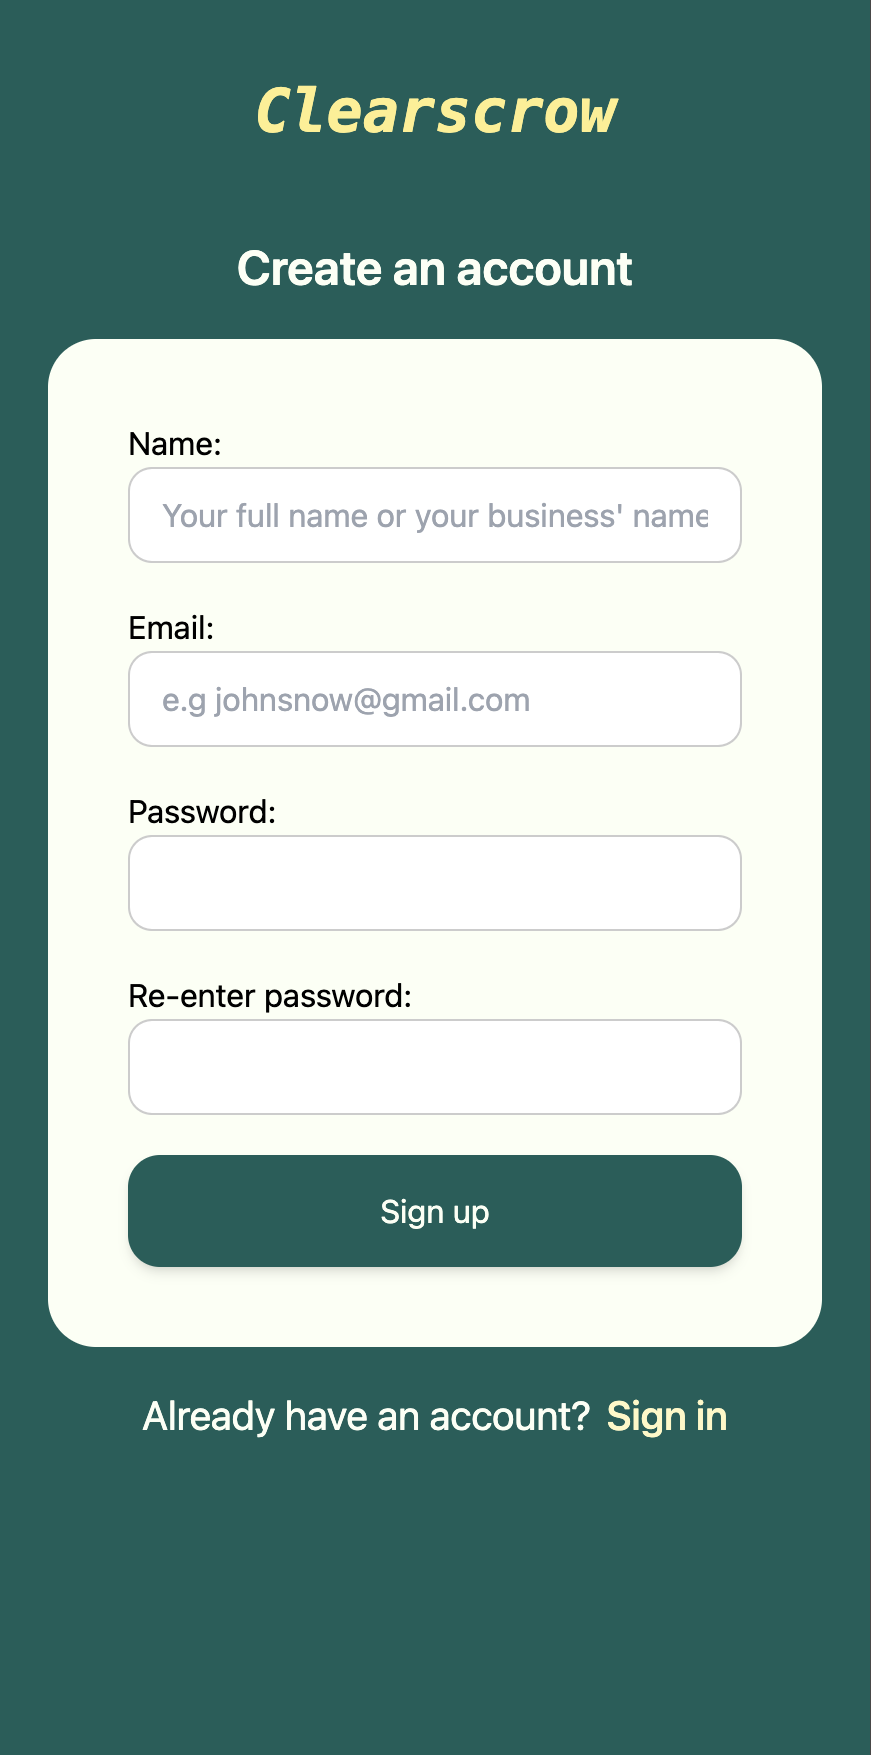 Clearscrow
Create an account
Name:
Your full name or your business' name
Email:
e.g johnsnow@gmail.com
Password:
Re-enter password:
Sign up
Already have an account? Sign in